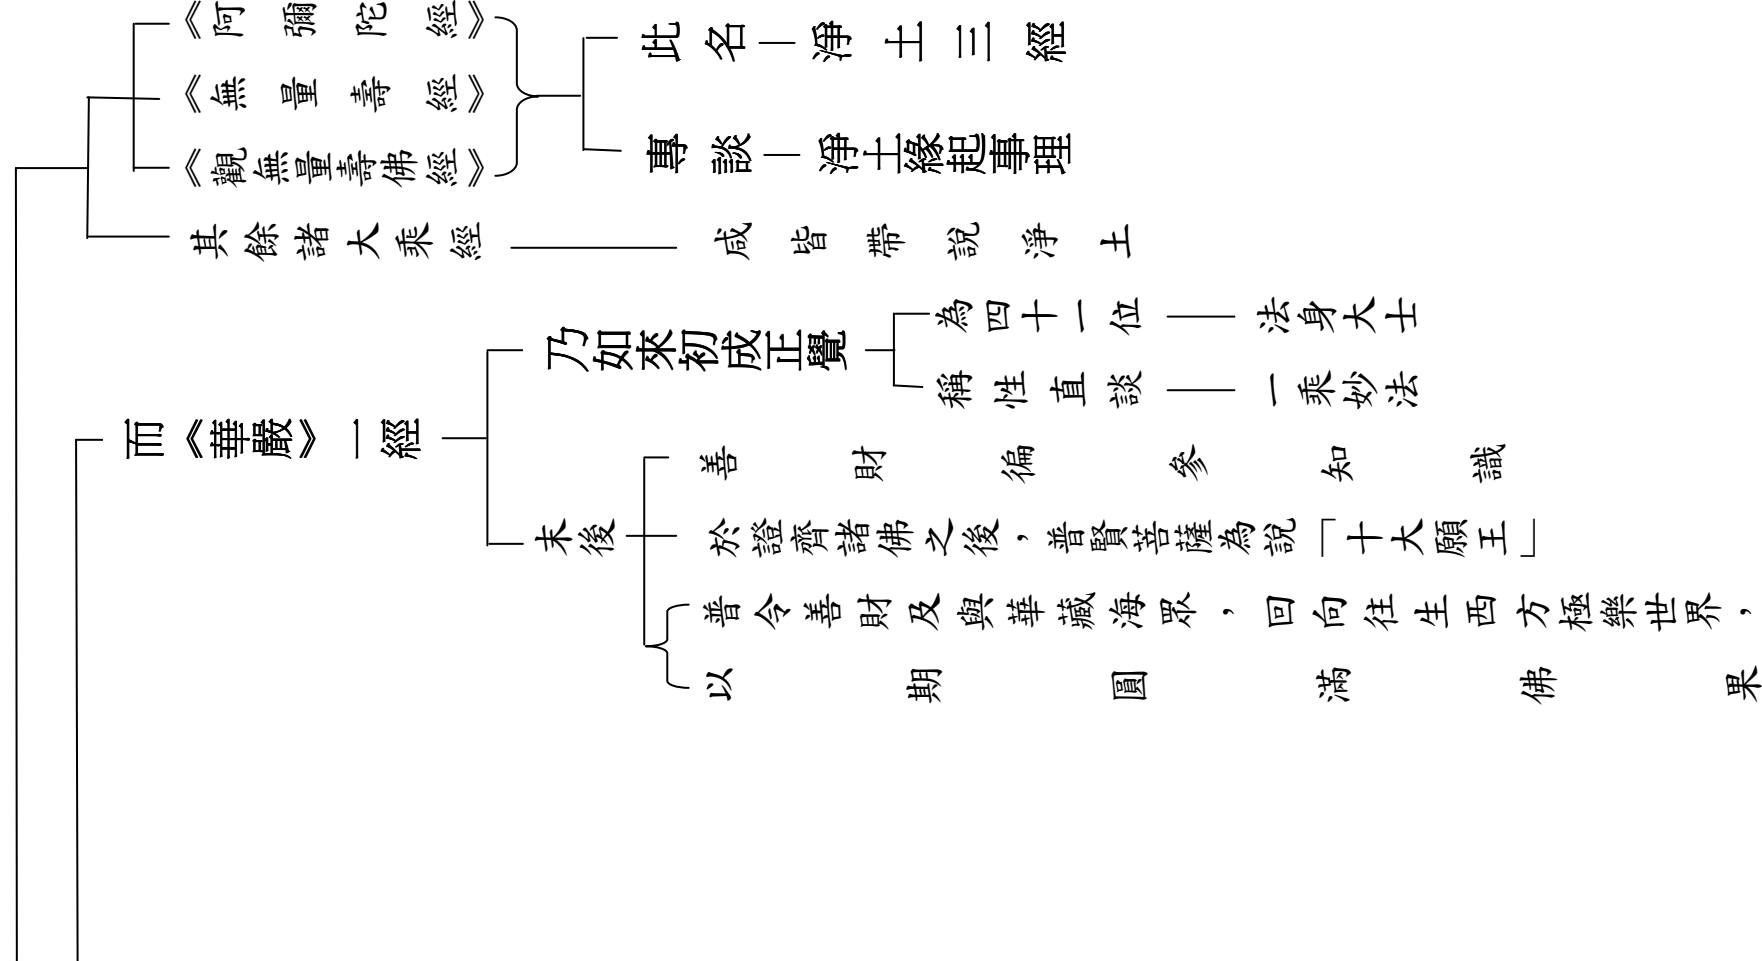 《阿彌陀經》
《無量壽經》
《觀無量壽佛經》
此名—淨土三經
專談—淨土緣起事理
其餘諸大乘經——咸皆帶說淨土
而《華嚴》一經
乃如來初成正覺
為四十一位——法身大士
稱性直談——一乘妙法
末後
善財徧參知識
於證齊諸佛之後，普賢菩薩為說「十大願王」
普令善財及與華藏海眾，回向往生西方極樂世界，
以期圓滿佛果